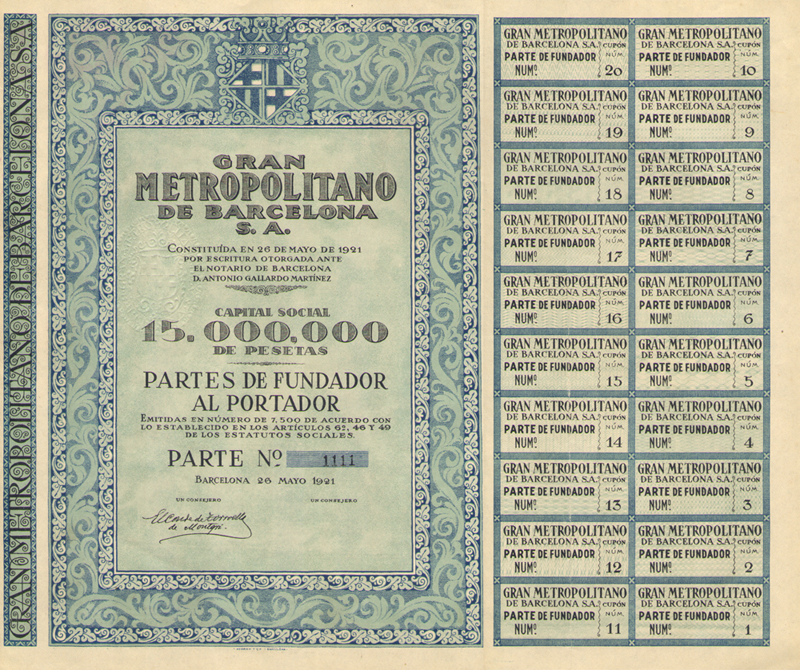 GRAN METROPOLITANO DE BARCELONA S.A.
GRAN
METROPOLITANO
DE BARCELONA
S. A.
CONSTITUÍDA EN 26 DE MAYO DE 1921
POR ESCRITURA OTORGADA ANTE
EL NOTARIO DE BARCELONA
D. ANTONIO GALLARDO MARTÍNEZ
CAPITAL SOCIAL
15.000,000
DE PESETAS
PARTES DE FUNDADOR
AL PORTADOR
EMITIDAS EN NÚMERO DE 7,500 DE ACUERDO CON
LO ESTABLECIDO EN LOS ARTÍCULOS 6º, 46 Y 49
DE LOS ESTATUTOS SOCIALES.
PARTE Nº 1111
BARCELONA 26 MAYO 1921
UN CONSEJERO UN CONSEJERO
El Conde de Torroella
de Montgrí
GRAN METROPOLITANO
DE BARCELONA S.A. CUPÓN
PARTE DE FUNDADOR NÚM.
NUMº 20
GRAN METROPOLITANO
DE BARCELONA S.A. CUPÓN
PARTE DE FUNDADOR NÚM.
NUMº 10
GRAN METROPOLITANO
DE BARCELONA S.A. CUPÓN
PARTE DE FUNDADOR NÚM.
NUMº 19
GRAN METROPOLITANO
DE BARCELONA S.A. CUPÓN
PARTE DE FUNDADOR NÚM.
NUMº 9
GRAN METROPOLITANO
DE BARCELONA S.A. CUPÓN
PARTE DE FUNDADOR NÚM.
NUMº 18
GRAN METROPOLITANO
DE BARCELONA S.A. CUPÓN
PARTE DE FUNDADOR NÚM.
NUMº 8
GRAN METROPOLITANO
DE BARCELONA S.A. CUPÓN
PARTE DE FUNDADOR NÚM.
NUMº 17
GRAN METROPOLITANO
DE BARCELONA S.A. CUPÓN
PARTE DE FUNDADOR NÚM.
NUMº 7
GRAN METROPOLITANO
DE BARCELONA S.A. CUPÓN
PARTE DE FUNDADOR NÚM.
NUMº 16
GRAN METROPOLITANO
DE BARCELONA S.A. CUPÓN
PARTE DE FUNDADOR NÚM.
NUMº 6
GRAN METROPOLITANO
DE BARCELONA S.A. CUPÓN
PARTE DE FUNDADOR NÚM.
NUMº 15
GRAN METROPOLITANO
DE BARCELONA S.A. CUPÓN
PARTE DE FUNDADOR NÚM.
NUMº 5
GRAN METROPOLITANO
DE BARCELONA S.A. CUPÓN
PARTE DE FUNDADOR NÚM.
NUMº 14
GRAN METROPOLITANO
DE BARCELONA S.A. CUPÓN
PARTE DE FUNDADOR NÚM.
NUMº 4
GRAN METROPOLITANO
DE BARCELONA S.A. CUPÓN
PARTE DE FUNDADOR NÚM.
NUMº 13
GRAN METROPOLITANO
DE BARCELONA S.A. CUPÓN
PARTE DE FUNDADOR NÚM.
NUMº 3
GRAN METROPOLITANO
DE BARCELONA S.A. CUPÓN
PARTE DE FUNDADOR NÚM.
NUMº 12
GRAN METROPOLITANO
DE BARCELONA S.A. CUPÓN
PARTE DE FUNDADOR NÚM.
NUMº 2
GRAN METROPOLITANO
DE BARCELONA S.A. CUPÓN
PARTE DE FUNDADOR NÚM.
NUMº 11
GRAN METROPOLITANO
DE BARCELONA S.A. CUPÓN
PARTE DE FUNDADOR NÚM.
NUMº 1